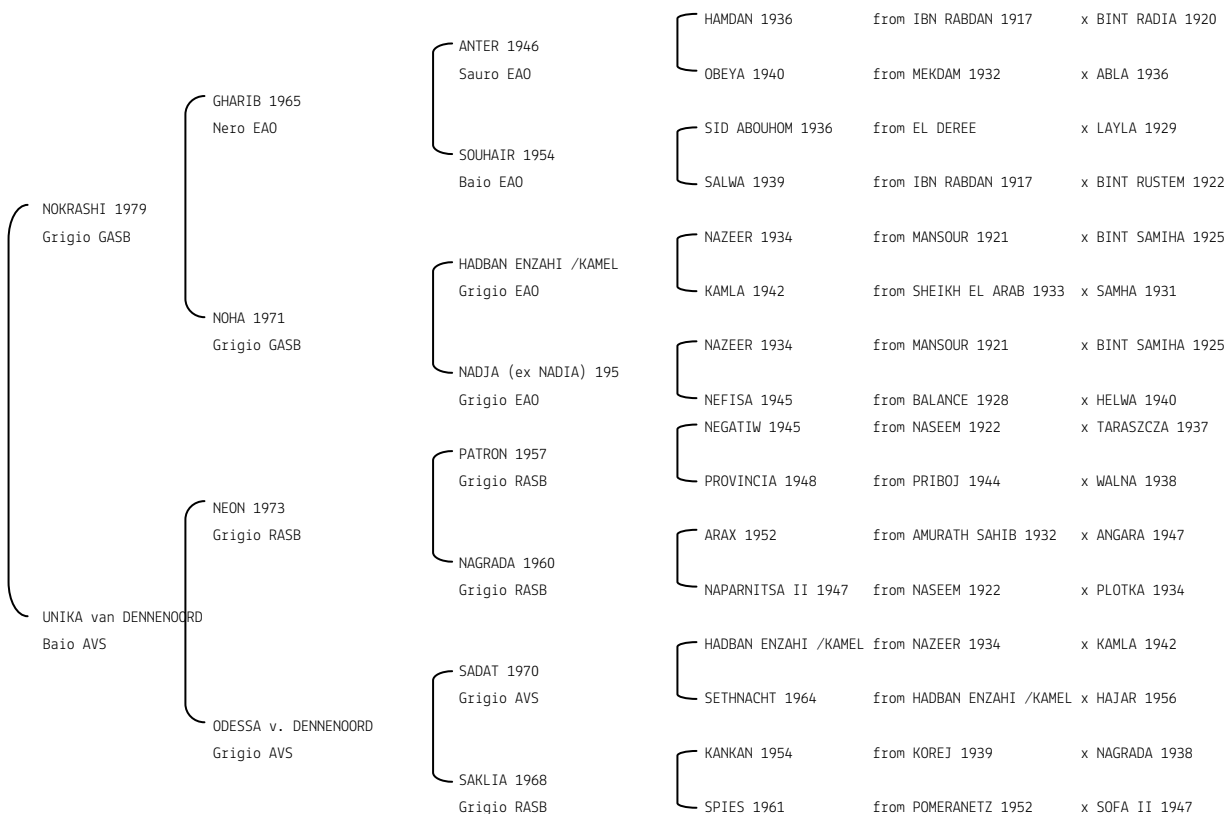 HAMDAN 1936 from IBN RABDAN 1917 x BINT RADIA 1920
ANTER 1946
Sauro EAO OBEYA 1940 from MEKDAM 1932 x ABLA 1936
GHARIB 1965
Nero EAO SID ABOUHOM 1936 from EL DEREE x LAYLA 1929
SOUHAIR 1954
Baio EAO SALWA 1939 from IBN RABDAN 1917 x BINT RUSTEM 1922
NOKRASHI 1979
Grigio GASB NAZEER 1934 from MANSOUR 1921 x BINT SAMIHA 1925
HADBAN ENZAHI /KAMEL
Grigio EAO KAMLA 1942 from SHEIKH EL ARAB 1933 x SAMHA 1931
NOHA 1971
Grigio GASB NAZEER 1934 from MANSOUR 1921 x BINT SAMIHA 1925
NADJA (ex NADIA) 195
Grigio EAO NEFISA 1945 from BALANCE 1928 x HELWA 1940
NEGATIW 1945 from NASEEM 1922 x TARASZCZA 1937
PATRON 1957
Grigio RASB PROVINCIA 1948 from PRIBOJ 1944 x WALNA 1938
NEON 1973
Grigio RASB ARAX 1952 from AMURATH SAHIB 1932 x ANGARA 1947
NAGRADA 1960
Grigio RASB NAPARNITSA II 1947 from NASEEM 1922 x PLOTKA 1934
UNIKA van DENNENOORD
Baio AVS HADBAN ENZAHI /KAMEL from NAZEER 1934 x KAMLA 1942
SADAT 1970
Grigio AVS SETHNACHT 1964 from HADBAN ENZAHI /KAMEL x HAJAR 1956
ODESSA v. DENNENOORD
Grigio AVS KANKAN 1954 from KOREJ 1939 x NAGRADA 1938
SAKLIA 1968
Grigio RASB SPIES 1961 from POMERANETZ 1952 x SOFA II 1947